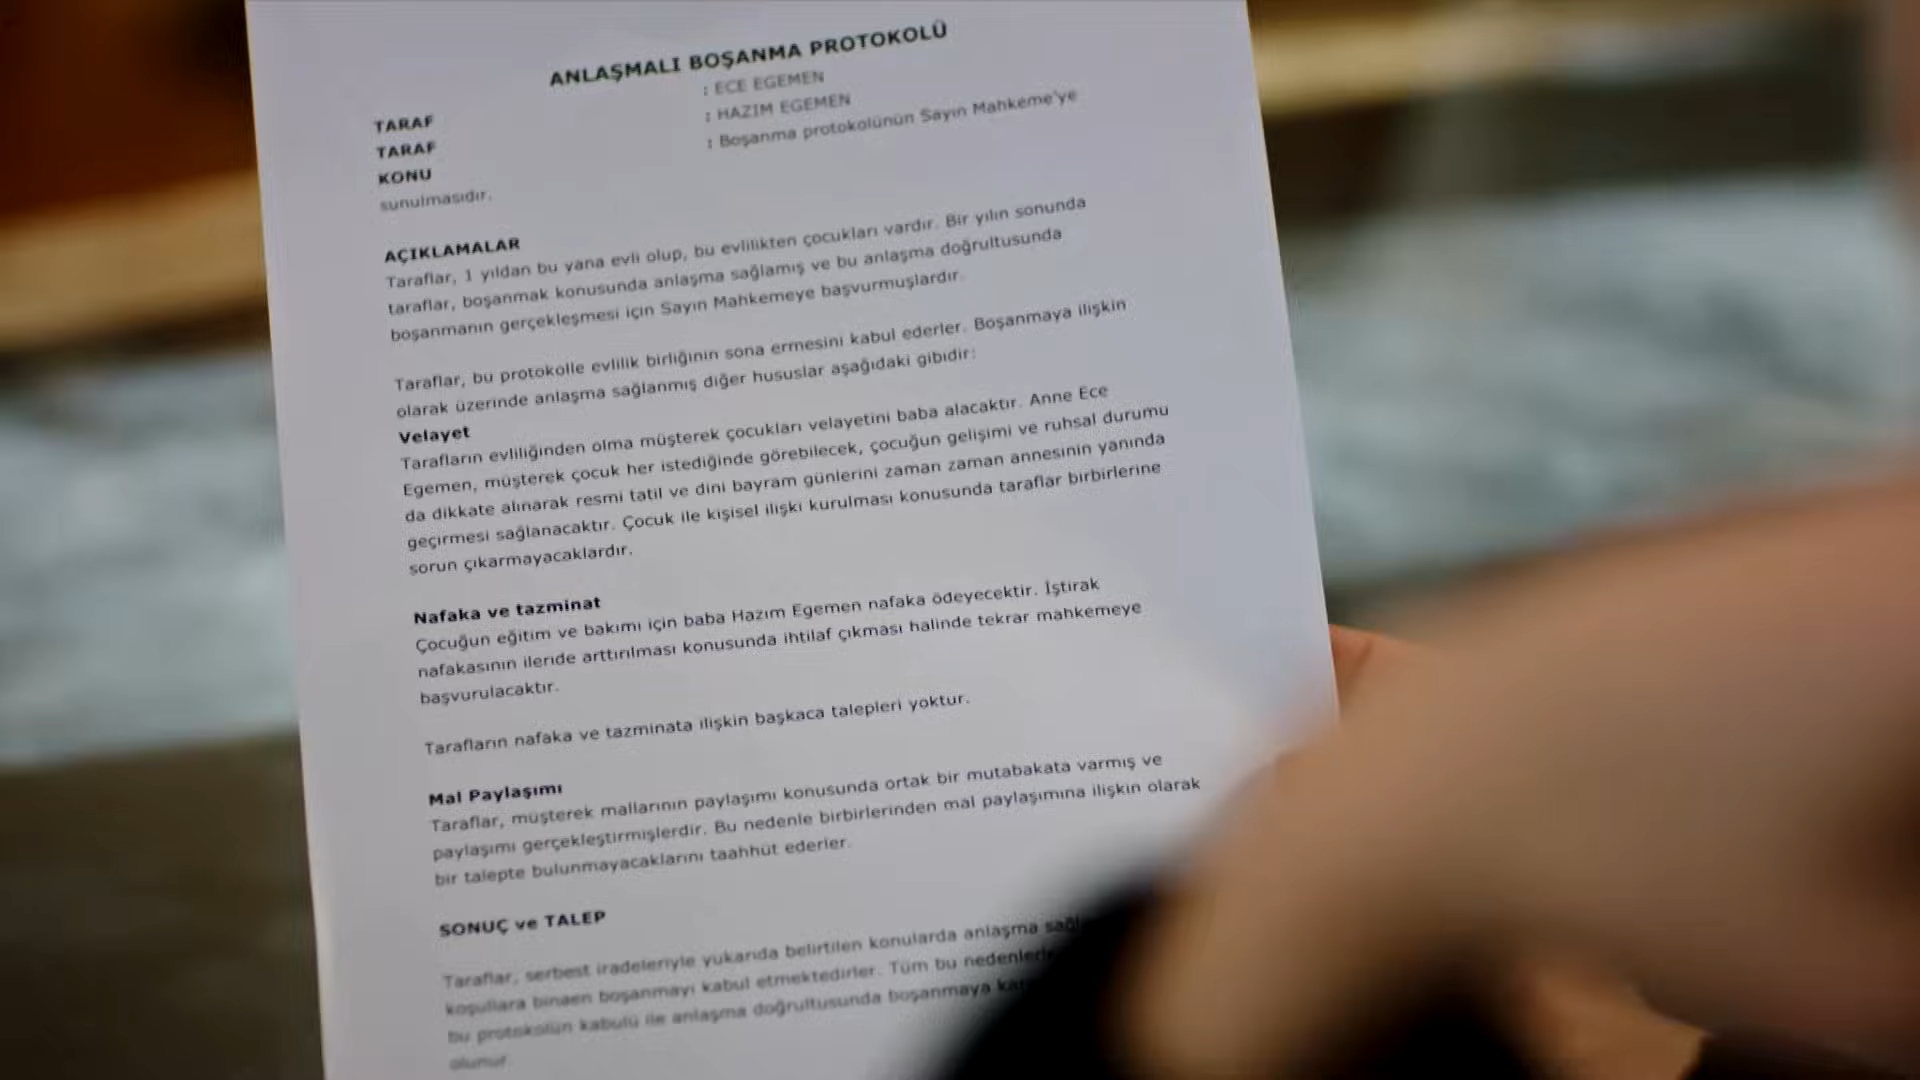 ANLAŞMALI BOŞANMA PROTOKOLÜ
TARAF : ECE EGEMEN
TARAF : HAZIM EGEMEN
KONU : Boşanma protokolünün Sayın Mahkeme'ye
sunulmasıdır.
AÇIKLAMALAR
Taraflar, 1 yıldan bu yana evli olup, bu evlilikten çocukları vardır. Bir yılın sonunda
taraflar, boşanmak konusunda anlaşma sağlamış ve bu anlaşma doğrultusunda
boşanmanın gerçekleşmesi için Sayın Mahkemeye başvurmuşlardır.
Taraflar, bu protokolle evlilik birliğinin sona ermesini kabul ederler. Boşanmaya ilişkin
olarak üzerinde anlaşma sağlanmış diğer hususlar aşağıdaki gibidir:
Velayet
Tarafların evliliğinden olma müşterek çocukları velayetini baba alacaktır. Anne Ece
Egemen, müşterek çocuk her istediğinde görebilecek, çocuğun gelişimi ve ruhsal durumu
da dikkate alınarak resmi tatil ve dini bayram günlerini zaman zaman annesinin yanında
geçirmesi sağlanacaktır. Çocuk ile kişisel ilişki kurulması konusunda taraflar birbirlerine
sorun çıkarmayacaklardır.
Nafaka ve tazminat
Çocuğun eğitim ve bakımı için baba Hazım Egemen nafaka ödeyecektir. İştirak
nafakasının ileride arttırılması konusunda ihtilaf çıkması halinde tekrar mahkemeye
başvurulacaktır.
Tarafların nafaka ve tazminata ilişkin başkaca talepleri yoktur.
Mal Paylaşımı
Taraflar, müşterek mallarının paylaşımı konusunda ortak bir mutabakata varmış ve
paylaşımı gerçekleştirmişlerdir. Bu nedenle birbirlerinden mal paylaşımına ilişkin olarak
bir talepte bulunmayacaklarını taahhüt ederler.
SONUÇ ve TALEP
Taraflar, serbest iradeleriyle yukarıda belirtilen konularda anlaşma
koşullara binaen boşanmayı kabul etmektedirler. Tüm bu nedenlerle
bu protokolün kabulü ile anlaşma doğrultusunda boşanmaya
olunur.